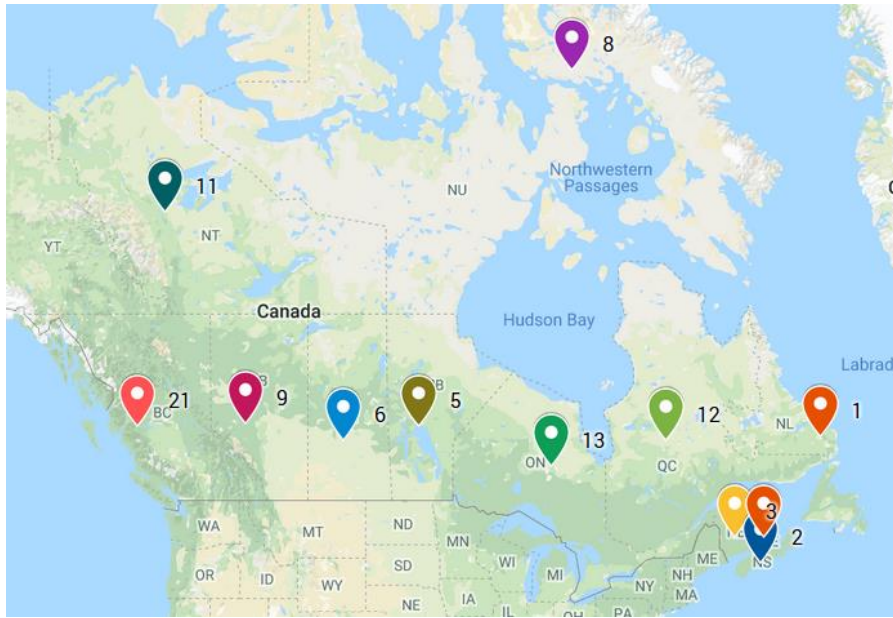 8
11
NU
Northwestern
Passages
YT
NT
Canada
Hudson Bay
21
BC
9
B
6
5
B
13
12
NL
1
Labrad
ON
QC
3
2
NS
WA
MT
ND
MN
ME
OR
ID
SD
WI
MI
NY
NH
MA
WY
NE
IA
IL
OH
PA